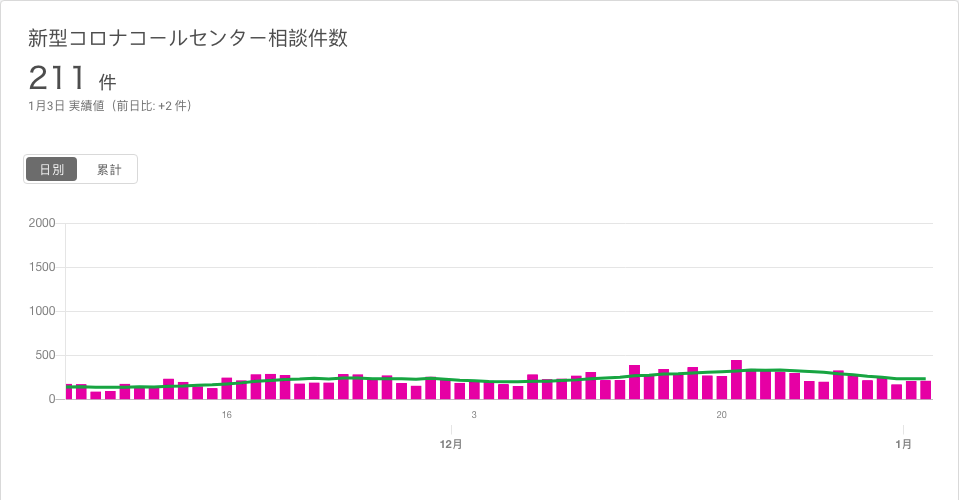 新型コロナコールセンター相談件数
211 件
1月3日 実績値（前日比: +2 件）
日別 累計
2000
1500
1000
500
0
16 3 20
12月 1月